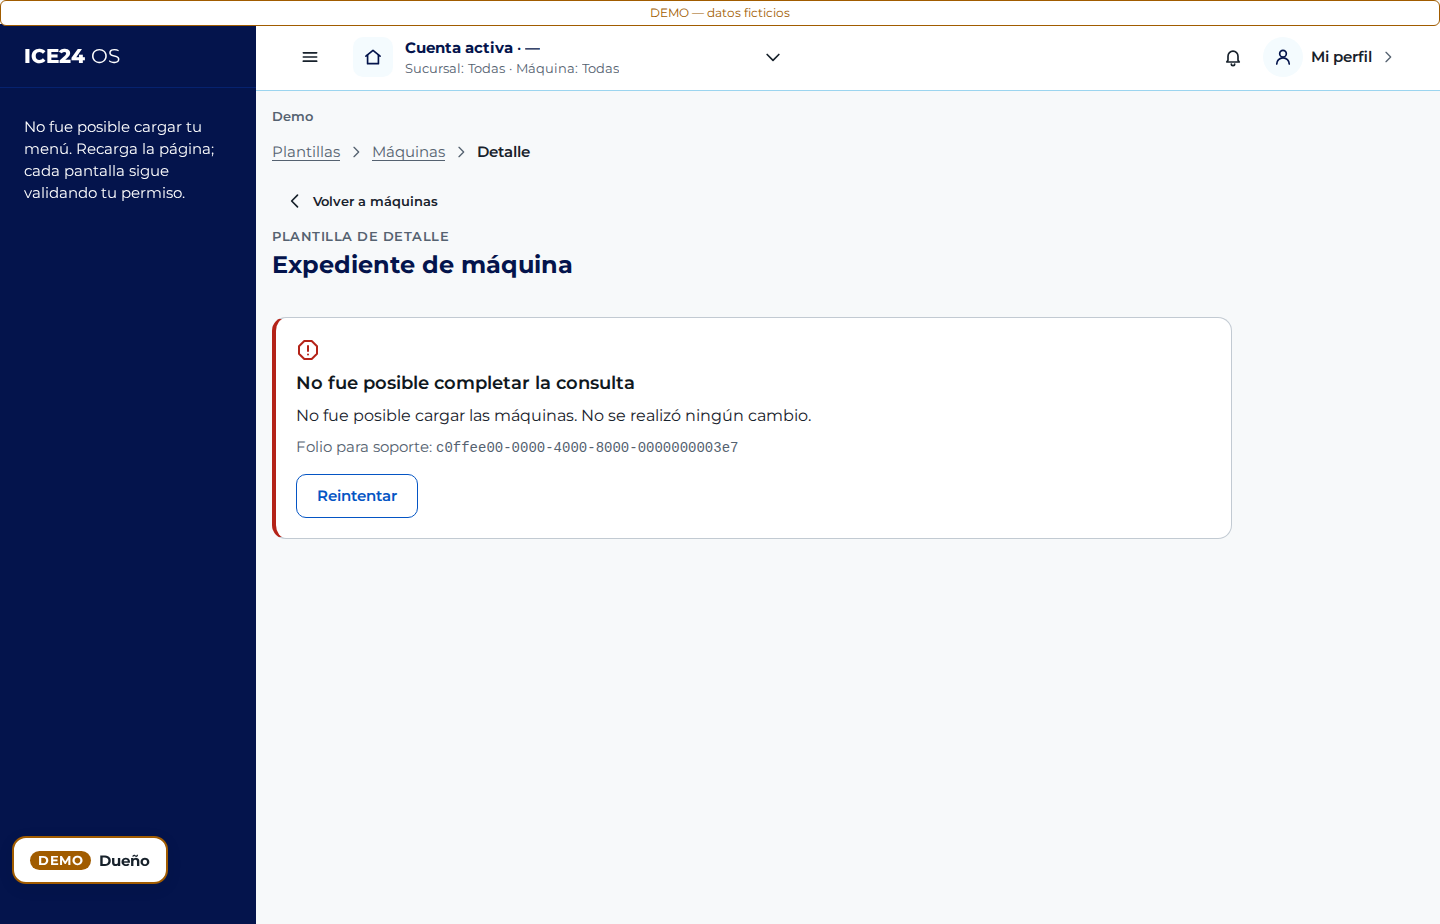 DEMO — datos ficticios
ICE24 OS
Cuenta activa · —
Sucursal: Todas · Máquina: Todas
Mi perfil
No fue posible cargar tu
menú. Recarga la página;
cada pantalla sigue
validando tu permiso.
Demo
Plantillas > Máquinas > Detalle
Volver a máquinas
PLANTILLA DE DETALLE
Expediente de máquina
No fue posible completar la consulta
No fue posible cargar las máquinas. No se realizó ningún cambio.
Folio para soporte: c0ffee00-0000-4000-8000-0000000003e7
Reintentar
DEMO Dueño